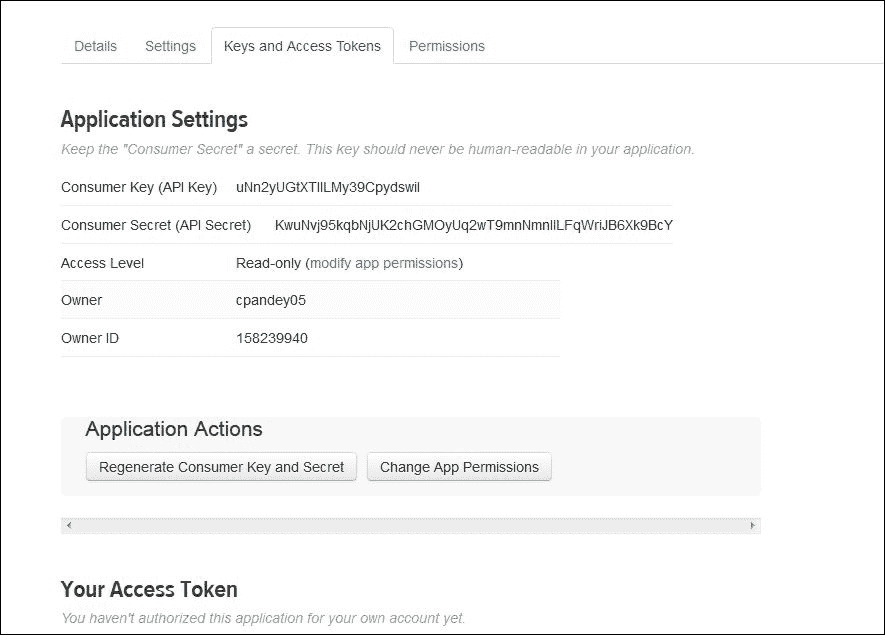 Details Settings Keys and Access Tokens Permissions
Application Settings
Keep the "Consumer Secret" a secret. This key should never be human-readable in your application.
Consumer Key (API Key)
Consumer Secret (API Secret)
Access Level Read-only (modify app permissions)
Owner cpandey05
Owner ID 158239940
Application Actions
Regenerate Consumer Key and Secret Change App Permissions
Your Access Token
You haven't authorized this application for your own account yet.